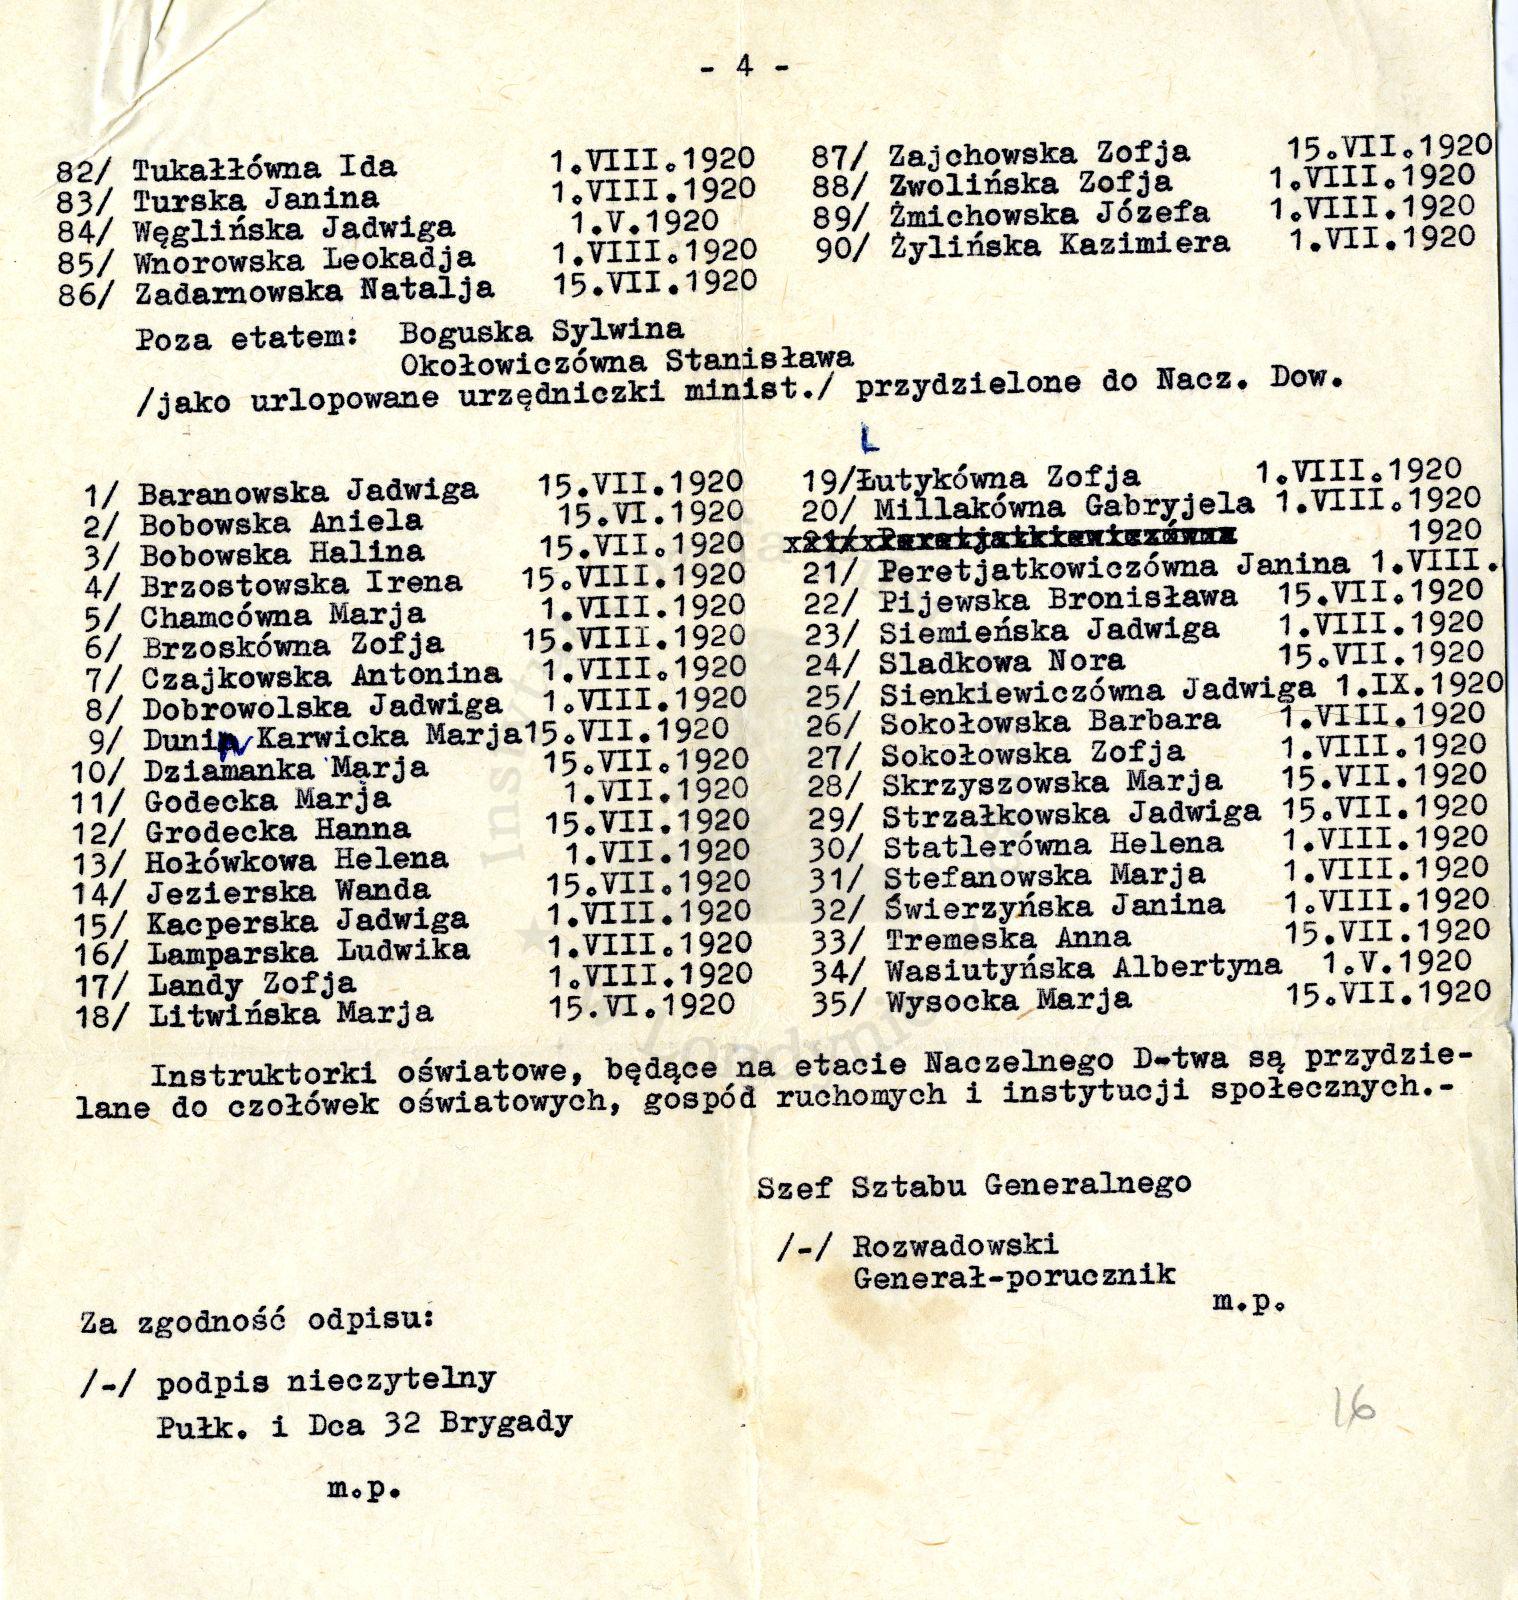 - 4 -
82/ Tukałłówna Ida 1.VIII.1920
83/ Turska Janina 1.VIII.1920
84/ Węglińska Jadwiga 1.V.1920
85/ Wnorowska Leokadja 1.VIII.1920
86/ Zadarnowska Natalja 15.VII.1920
87/ Zajchowska Zofja 15.VII.1920
88/ Zwolińska Zofja 1.VIII.1920
89/ Żmichowska Józefa 1.VIII.1920
90/ Żylińska Kazimiera 1.VII.1920
Poza etatem: Boguska Sylwina
Okołowiczówna Stanisława
/jako urlopowane urzędniczki minist./ przydzielone do Nacz. Dow.
1/ Baranowska Jadwiga 15.VII.1920
2/ Bobowska Aniela 15.VI.1920
3/ Bobowska Halina 15.VII.1920
4/ Brzostowska Irena 15.VIII.1920
5/ Chamcówna Marja 1.VIII.1920
6/ Brzoskówna Zofja 15.VIII.1920
7/ Czajkowska Antonina 1.VIII.1920
8/ Dobrowolska Jadwiga 1.VIII.1920
9/ Dunin Karwicka Marja 15.VII.1920
10/ Dziamanka Marja 15.VII.1920
11/ Godecka Marja 1.VII.1920
12/ Grodecka Hanna 15.VII.1920
13/ Hołówkowa Helena 1.VII.1920
14/ Jezierska Wanda 15.VII.1920
15/ Kacperska Jadwiga 1.VIII.1920
16/ Lamparska Ludwika 1.VIII.1920
17/ Landy Zofja 1.VIII.1920
18/ Litwińska Marja 15.VI.1920
L
19/Łutykówna Zofja 1.VIII.1920
20/ Millakówna Gabryjela 1.VIII.1920
1920
21/ Peretjatkowiczówna Janina 1.VIII.
22/ Pijewska Bronisława 15.VII.1920
23/ Siemieńska Jadwiga 1.VIII.1920
24/ Sladkowa Nora 15.VII.1920
25/ Sienkiewiczówna Jadwiga 1.IX.1920
26/ Sokołowska Barbara 1.VIII.1920
27/ Sokołowska Zofja 1.VIII.1920
28/ Skrzyszowska Marja 15.VII.1920
29/ Strzałkowska Jadwiga 15.VII.1920
30/ Statlerówna Helena 1.VIII.1920
31/ Stefanowska Marja 1.VIII.1920
32/ Świerzyńska Janina 1.VIII.1920
33/ Tremeska Anna 15.VII.1920
34/ Wasiutyńska Albertyna 1.V.1920
35/ Wysocka Marja 15.VII.1920
Instruktorki oświatowe, będące na etacie Naczelnego D-twa są przydzie-
lane do czołówek oświatowych, gospód ruchomych i instytucji społecznych.-
Szef Sztabu Generalnego
/-/ Rozwadowski
Generał-porucznik
m.p.
Za zgodność odpisu:
/-/ podpis nieczytelny
Pułk. i Dca 32 Brygady
m.p.
16